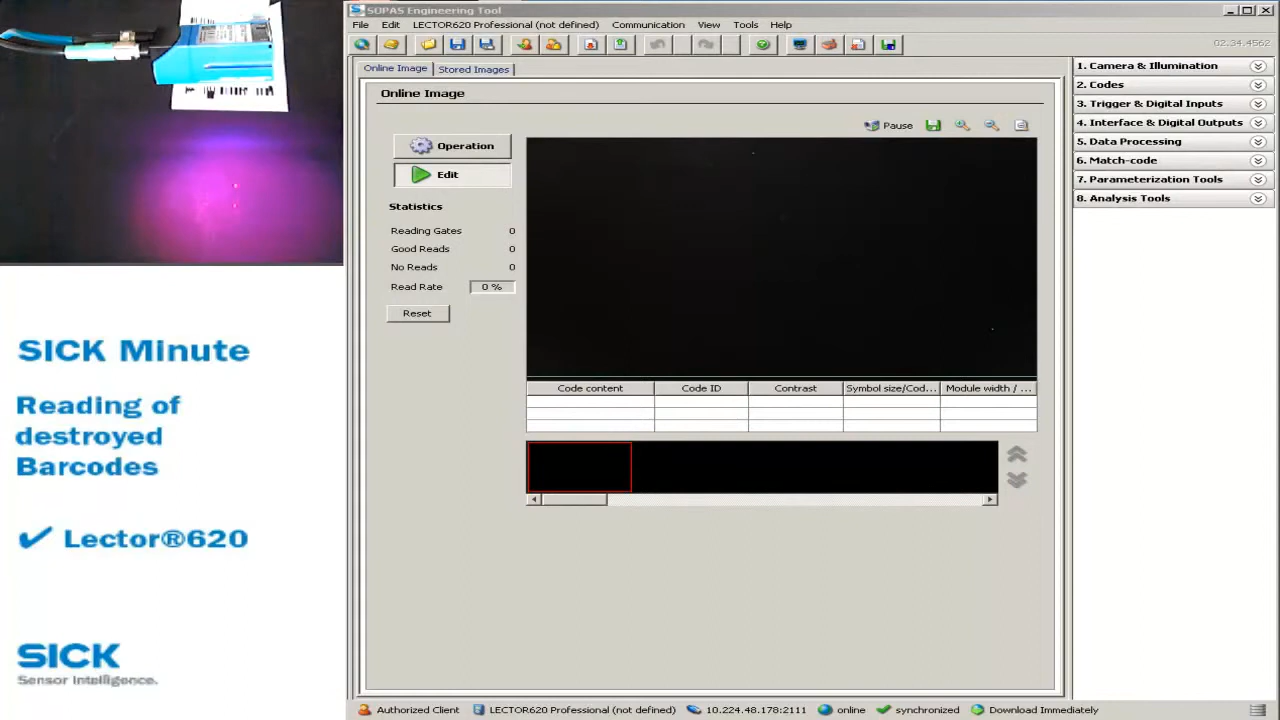 SOPAS Engineering Tool
File Edit LECTOR620 Professional (not defined) Communication View Tools Help
02.34.4562
Online Image Stored Images
Online Image
Pause
Operation
Edit
Statistics
Reading Gates 0
Good Reads 0
No Reads 0
Read Rate 0 %
Reset
Code content Code ID Contrast Symbol size/Cod... Module width / ...
1. Camera & Illumination
2. Codes
3. Trigger & Digital Inputs
4. Interface & Digital Outputs
5. Data Processing
6. Match-code
7. Parameterization Tools
8. Analysis Tools
SICK Minute
Reading of
destroyed
Barcodes
✔ Lector®620
SICK
Sensor Intelligence.
Authorized Client LECTOR620 Professional (not defined) 10.224.48.178:2111 online synchronized Download Immediately